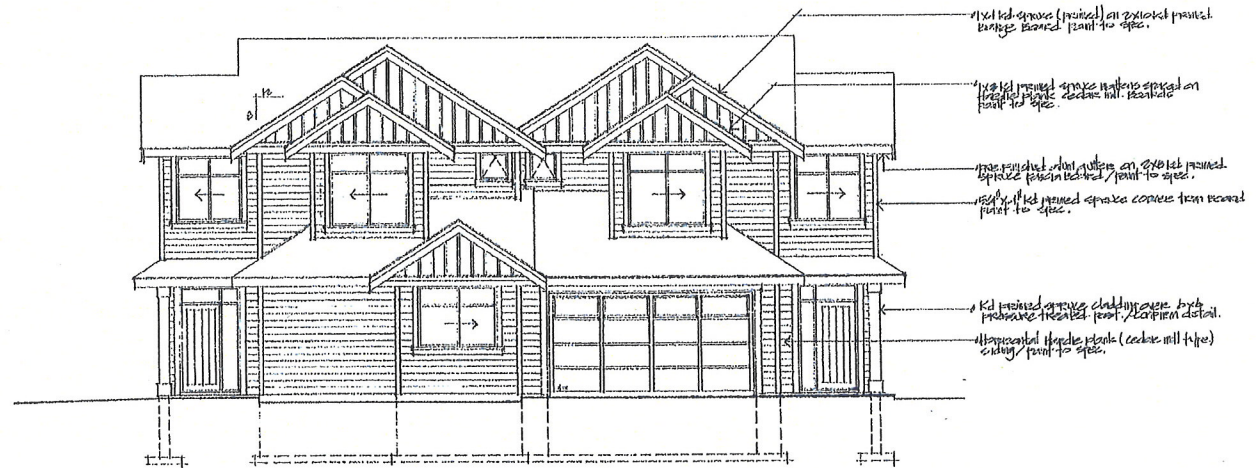 1x4 kd spruce (primed) on 2x10 kd primed
barge board paint to spec.
1x3 kd primed spruce battens spaced on
Hardie plank cedar mill boards
paint to spec.
pre finished alum. gutters on 2x8 kd primed
spruce fascia board / paint to spec.
5/4"x4" kd primed spruce corner trim board
paint to spec.
kd primed spruce cladding over 6x6
pressure treated post / confirm detail.
Horizontal Hardie plank (cedar mill type)
siding / paint to spec.
12